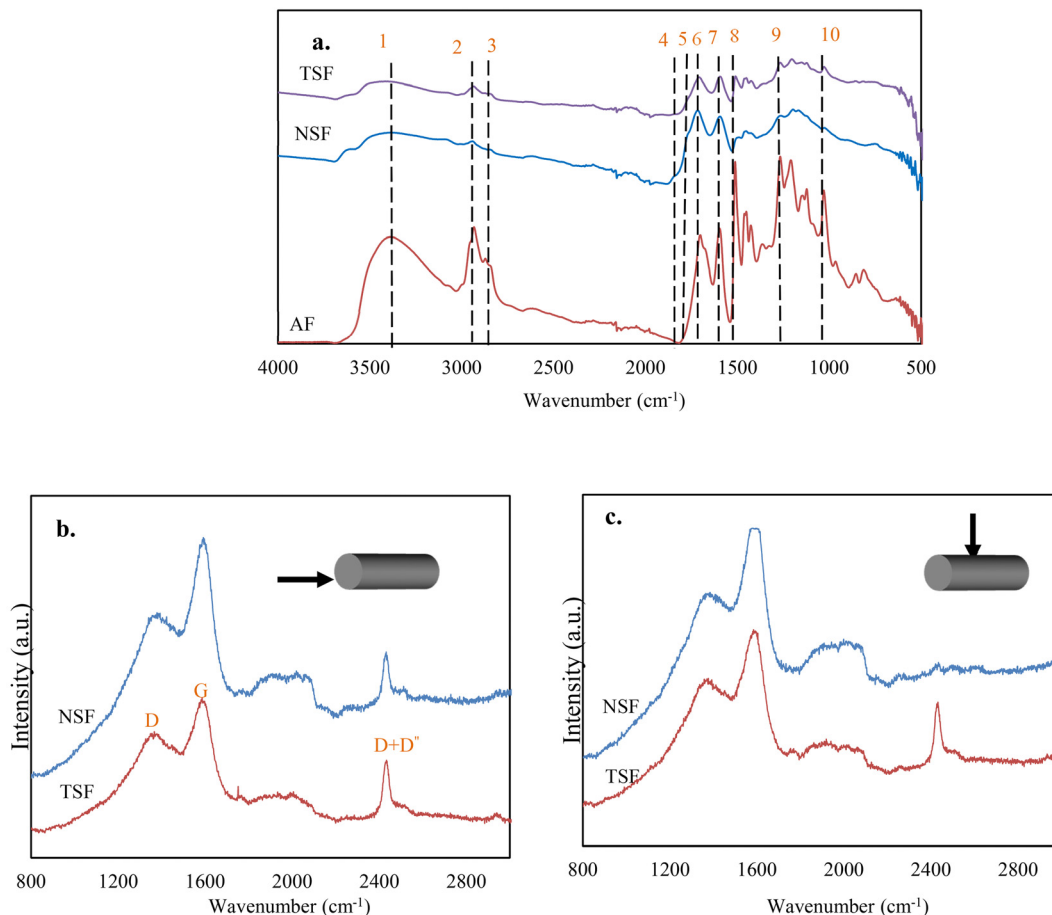 a.
1 2 3 4 5 6 7 8 9 10
TSF
NSF
AF
4000 3500 3000 2500 2000 1500 1000 500
Wavenumber (cm-1)
b.
Intensity (a.u.)
NSF
G
D
D+D"
TSF
800 1200 1600 2000 2400 2800
Wavenumber (cm-1)
c.
Intensity (a.u.)
NSF
TSF
800 1200 1600 2000 2400 2800
Wavenumber (cm-1)